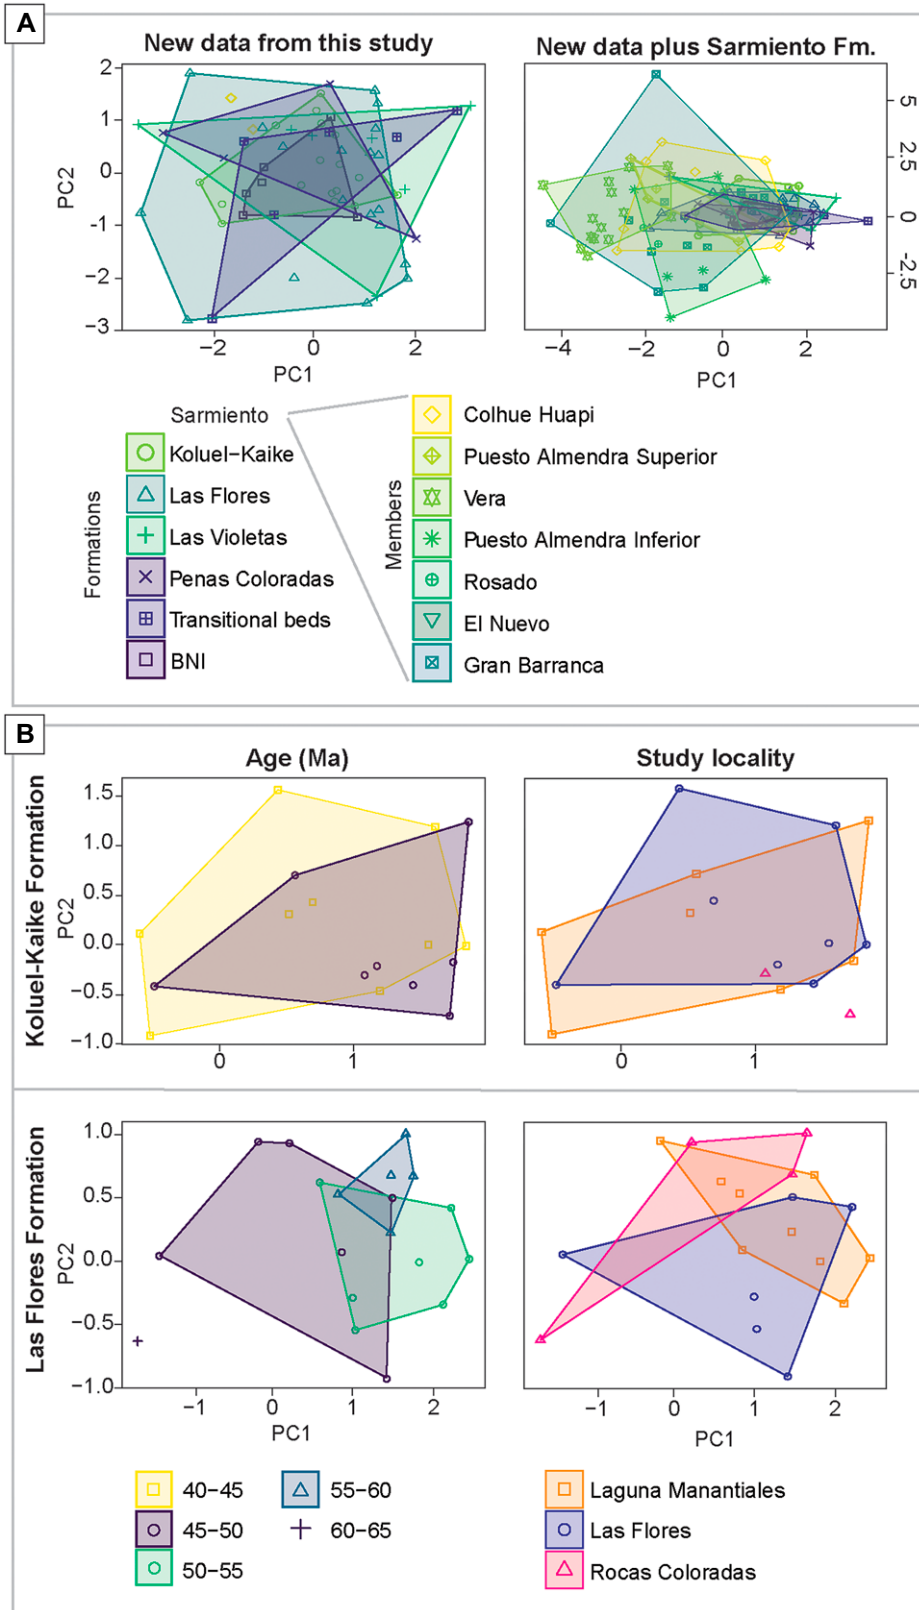 A
New data from this study
New data plus Sarmiento Fm.
2
1
0
-1
-2
-3
PC2
-2
0
2
PC1
5
2.5
0
-2.5
-4
-2
0
2
PC1
Sarmiento
Formations
Koluel-Kaike
Las Flores
Las Violetas
Penas Coloradas
Transitional beds
BNI
Members
Colhue Huapi
Puesto Almendra Superior
Vera
Puesto Almendra Inferior
Rosado
El Nuevo
Gran Barranca
B
Age (Ma)
Study locality
Koluel-Kaike Formation
PC2
1.5
1.0
0.5
0.0
-0.5
-1.0
0
1
0
1
Las Flores Formation
PC2
1.0
0.5
0.0
-0.5
-1.0
-1
0
1
2
PC1
-1
0
1
2
PC1
40-45
45-50
50-55
55-60
60-65
Laguna Manantiales
Las Flores
Rocas Coloradas